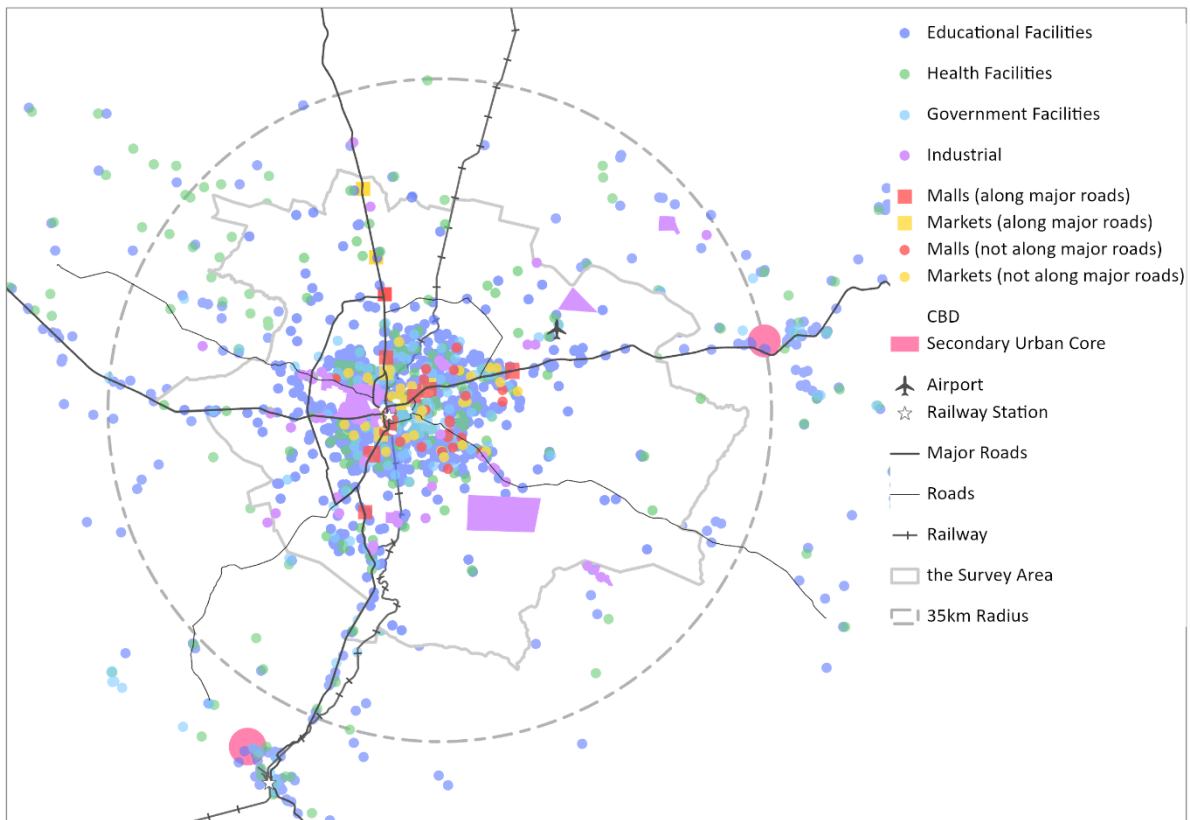 Educational Facilities
Health Facilities
Government Facilities
Industrial
Malls (along major roads)
Markets (along major roads)
Malls (not along major roads)
Markets (not along major roads)
CBD
Secondary Urban Core
Airport
Railway Station
Major Roads
Roads
Railway
the Survey Area
35km Radius